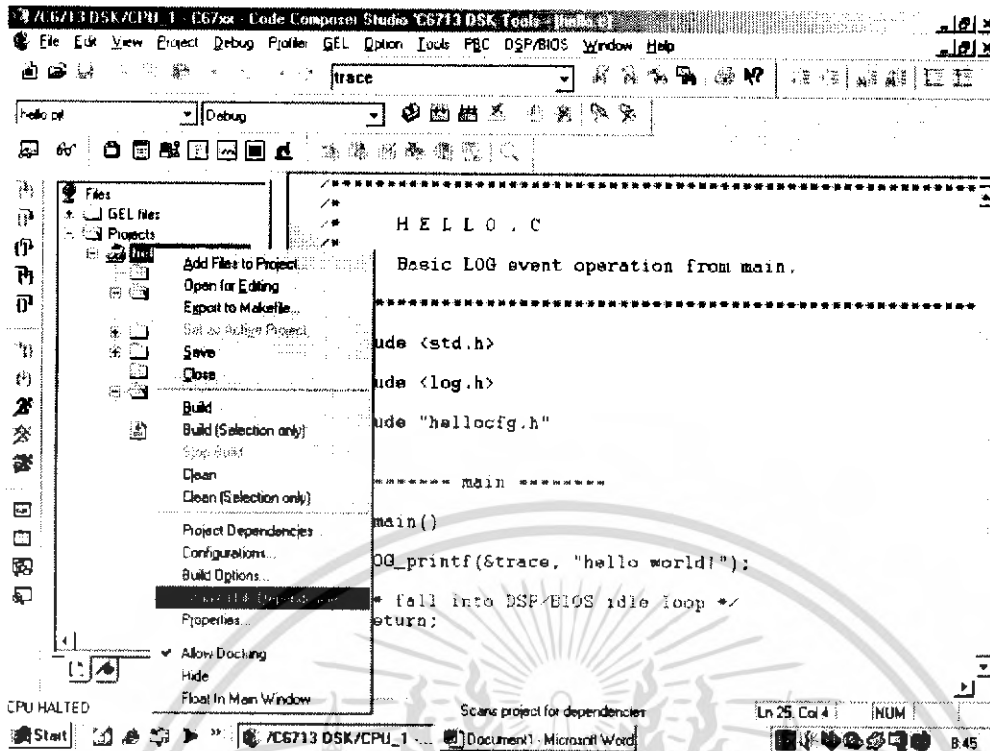 /C6713 DSK/CPU_1 - C67xx - Code Composer Studio 'C6713 DSK Tools - [hello.c]
File Edit View Project Debug Profiler GEL Option Tools PBC DSP/BIOS Window Help
trace
hello.pjt
Debug
Files
GEL files
Projects
Add Files to Project...
Open for Editing
Export to Makefile...
Set as Active Project
Save
Close
Build
Build (Selection only)
Stop Build
Clean
Clean (Selection only)
Project Dependencies
Configurations...
Build Options...
Properties...
Allow Docking
Hide
Float In Main Window
/*
/*
/* H E L L O . C
/*
Basic LOG event operation from main.
ude <std.h>
ude <log.h>
ude "hellocfg.h"
======= main =======
main()
OG_printf(&trace, "hello world!");
* fall into DSP/BIOS idle loop */
eturn;
CPU HALTED
Scans project for dependencies
Ln 25, Col 4
NUM
Start
/C6713 DSK/CPU_1 - ...
Document1 - Microsoft Word
8:45